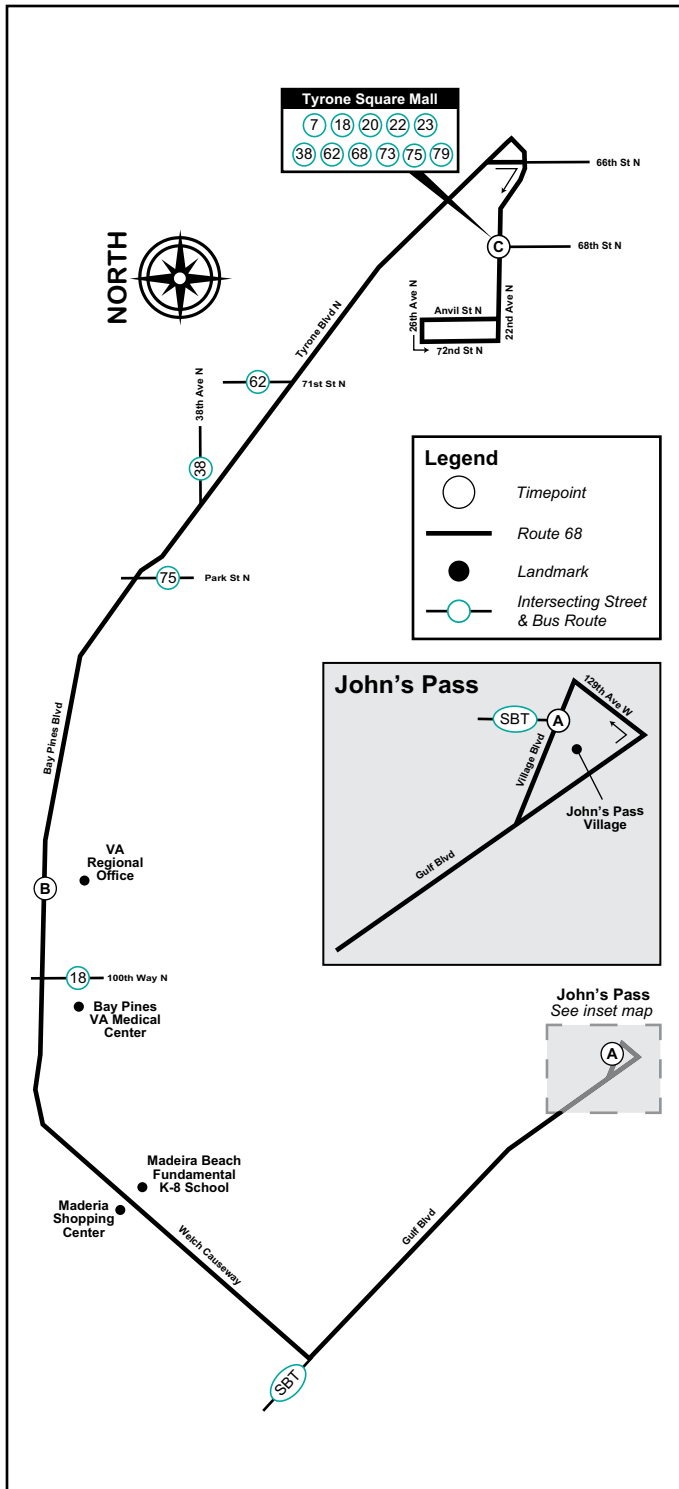 Tyrone Square Mall
7 18 20 22 23
38 62 68 73 75 79
66th St N
NORTH
C
68th St N
26th Ave N
Anvil St N
22nd Ave N
72nd St N
Tyrone Blvd N
62
71st St N
38th Ave N
38
75
Park St N
Legend
Timepoint
Route 68
Landmark
Intersecting Street
& Bus Route
John's Pass
129th Ave W
SBT
A
Village Blvd
John's Pass
Village
Gulf Blvd
Bay Pines Blvd
VA
Regional
Office
B
18
100th Way N
Bay Pines
VA Medical
Center
John's Pass
See inset map
A
Madeira Beach
Fundamental
K-8 School
Maderia
Shopping
Center
Welch Causeway
Gulf Blvd
SBT